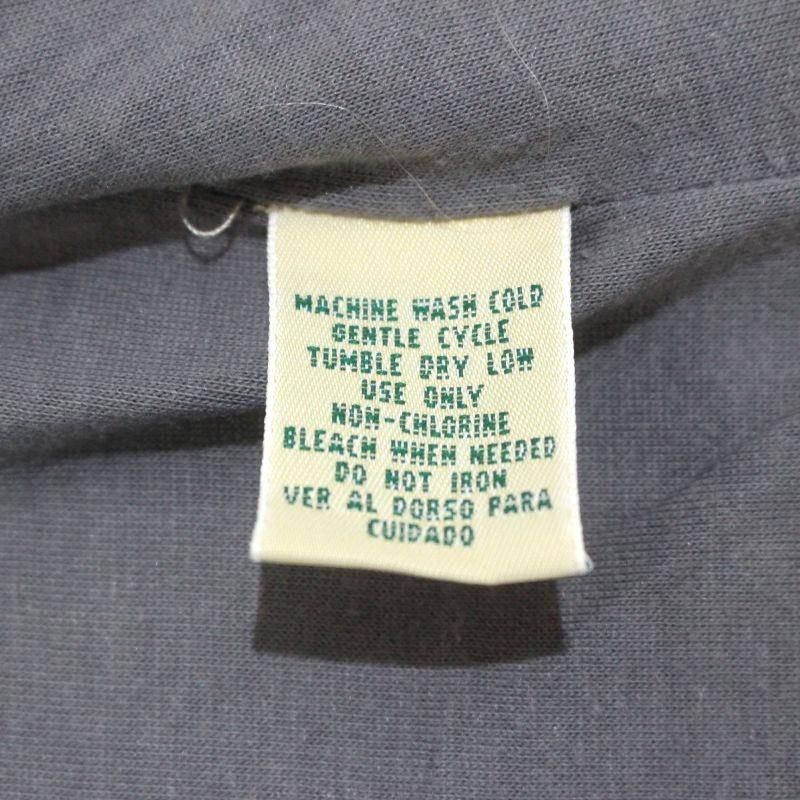 MACHINE WASH COLD
GENTLE CYCLE
TUMBLE DRY LOW
USE ONLY
NON-CHLORINE
BLEACH WHEN NEEDED
DO NOT IRON
VER AL DORSO PARA
CUIDADO